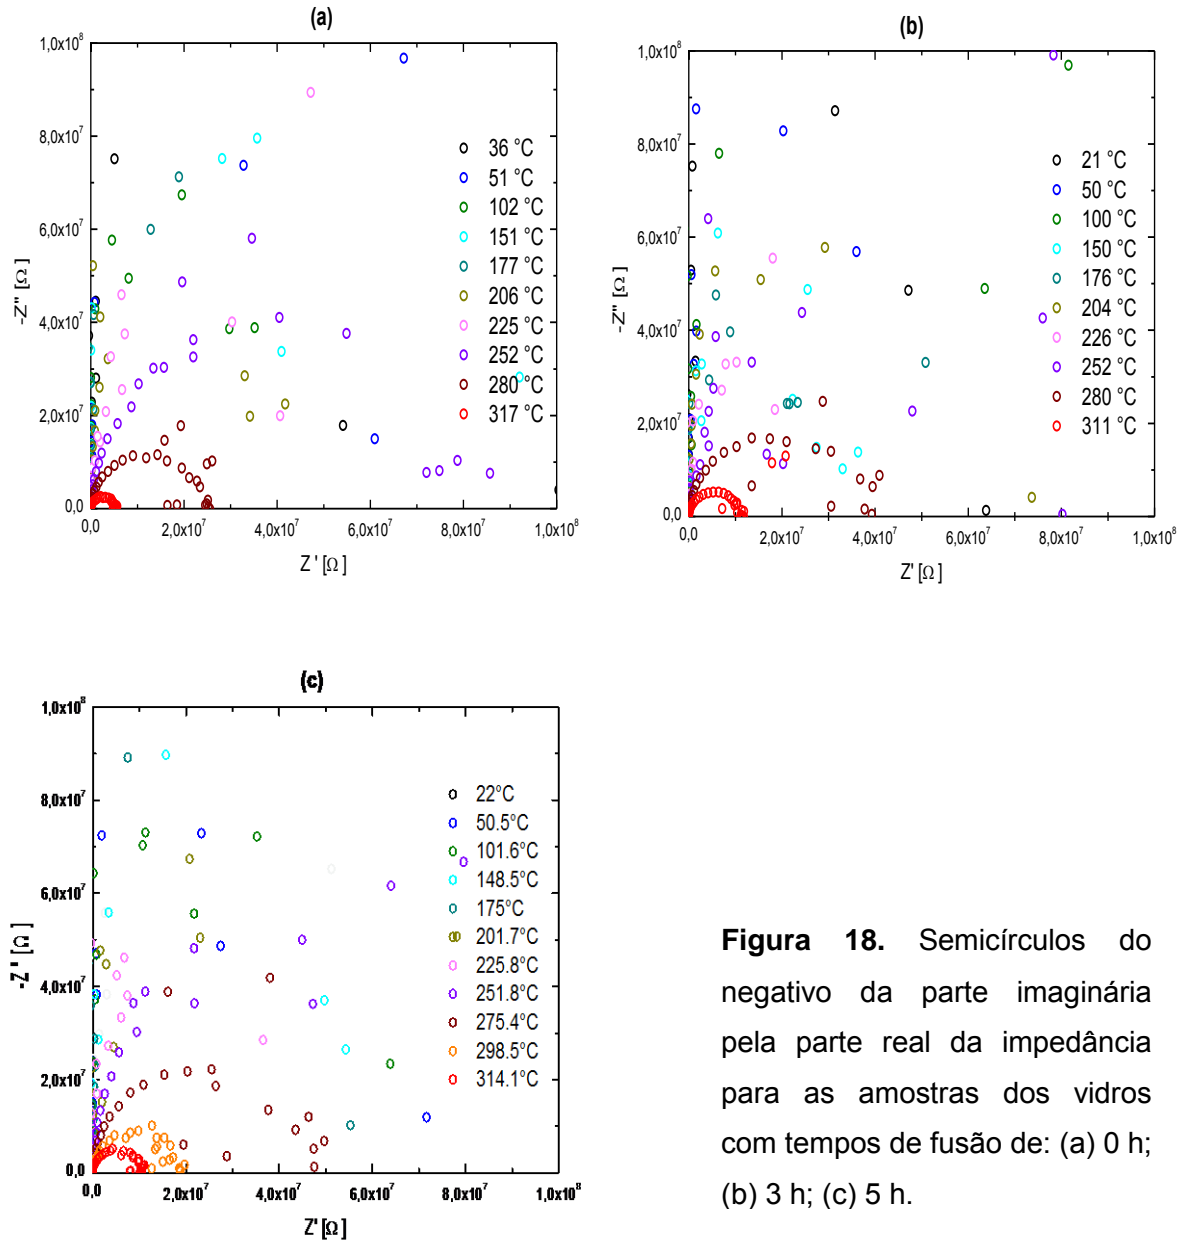 (a)
1,0x10⁸
8,0x10⁷
6,0x10⁷
4,0x10⁷
2,0x10⁷
0,0
-Z'' [Ω]
0,0
2,0x10⁷
4,0x10⁷
6,0x10⁷
8,0x10⁷
1,0x10⁸
Z ' [Ω]
36 °C
51 °C
102 °C
151 °C
177 °C
206 °C
225 °C
252 °C
280 °C
317 °C
(b)
1,0x10⁸
8,0x10⁷
6,0x10⁷
4,0x10⁷
2,0x10⁷
0,0
-Z'' [Ω]
0,0
2,0x10⁷
4,0x10⁷
6,0x10⁷
8,0x10⁷
1,0x10⁸
Z' [Ω]
21 °C
50 °C
100 °C
150 °C
176 °C
204 °C
226 °C
252 °C
280 °C
311 °C
(c)
1,0x10⁸
8,0x10⁷
6,0x10⁷
4,0x10⁷
2,0x10⁷
0,0
-Z' ' [Ω]
0,0
2,0x10⁷
4,0x10⁷
6,0x10⁷
8,0x10⁷
1,0x10⁸
Z' [Ω]
22°C
50.5°C
101.6°C
148.5°C
175°C
201.7°C
225.8°C
251.8°C
275.4°C
298.5°C
314.1°C
Figura 18. Semicírculos do
negativo da parte imaginária
pela parte real da impedância
para as amostras dos vidros
com tempos de fusão de: (a) 0 h;
(b) 3 h; (c) 5 h.